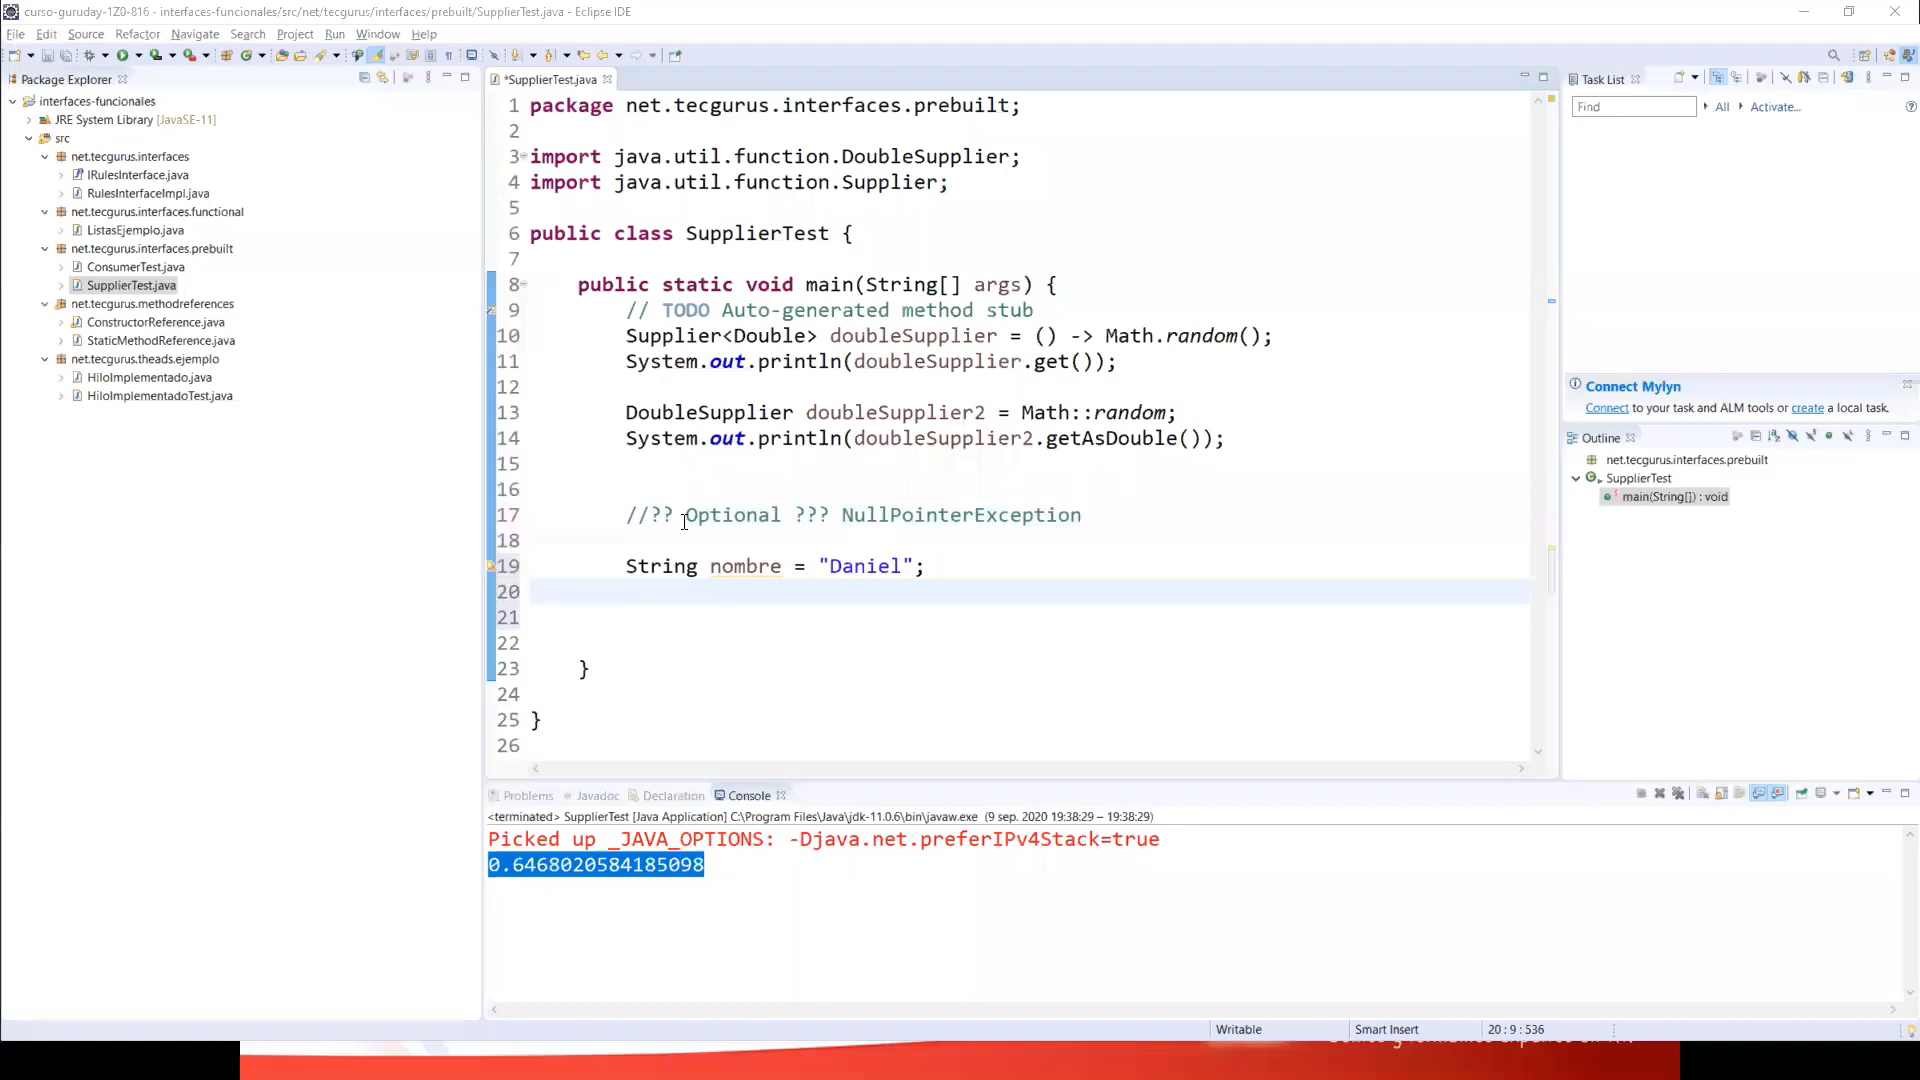 curso-guruday-1Z0-816 - interfaces-funcionales/src/net/tecgurus/interfaces/prebuilt/SupplierTest.java - Eclipse IDE
File Edit Source Refactor Navigate Search Project Run Window Help
Package Explorer
interfaces-funcionales
JRE System Library [JavaSE-11]
src
net.tecgurus.interfaces
IRulesInterface.java
RulesInterfaceImpl.java
net.tecgurus.interfaces.functional
ListasEjemplo.java
net.tecgurus.interfaces.prebuilt
ConsumerTest.java
SupplierTest.java
net.tecgurus.methodreferences
ConstructorReference.java
StaticMethodReference.java
net.tecgurus.theads.ejemplo
HiloImplementado.java
HiloImplementadoTest.java
*SupplierTest.java
1 package net.tecgurus.interfaces.prebuilt;
2
3 import java.util.function.DoubleSupplier;
4 import java.util.function.Supplier;
5
6 public class SupplierTest {
7
8 public static void main(String[] args) {
9 // TODO Auto-generated method stub
10 Supplier<Double> doubleSupplier = () -> Math.random();
11 System.out.println(doubleSupplier.get());
12
13 DoubleSupplier doubleSupplier2 = Math::random;
14 System.out.println(doubleSupplier2.getAsDouble());
15
16
17 //?? Optional ??? NullPointerException
18
19 String nombre = "Daniel";
20
21
22
23 }
24
25 }
26
Task List
Find All Activate...
Connect Mylyn
Connect to your task and ALM tools or create a local task.
Outline
net.tecgurus.interfaces.prebuilt
SupplierTest
main(String[]) : void
Problems Javadoc Declaration Console
<terminated> SupplierTest [Java Application] C:\Program Files\Java\jdk-11.0.6\bin\javaw.exe (9 sep. 2020 19:38:29 – 19:38:29)
Picked up _JAVA_OPTIONS: -Djava.net.preferIPv4Stack=true
0.6468020584185098
Writable Smart Insert 20 : 9 : 536